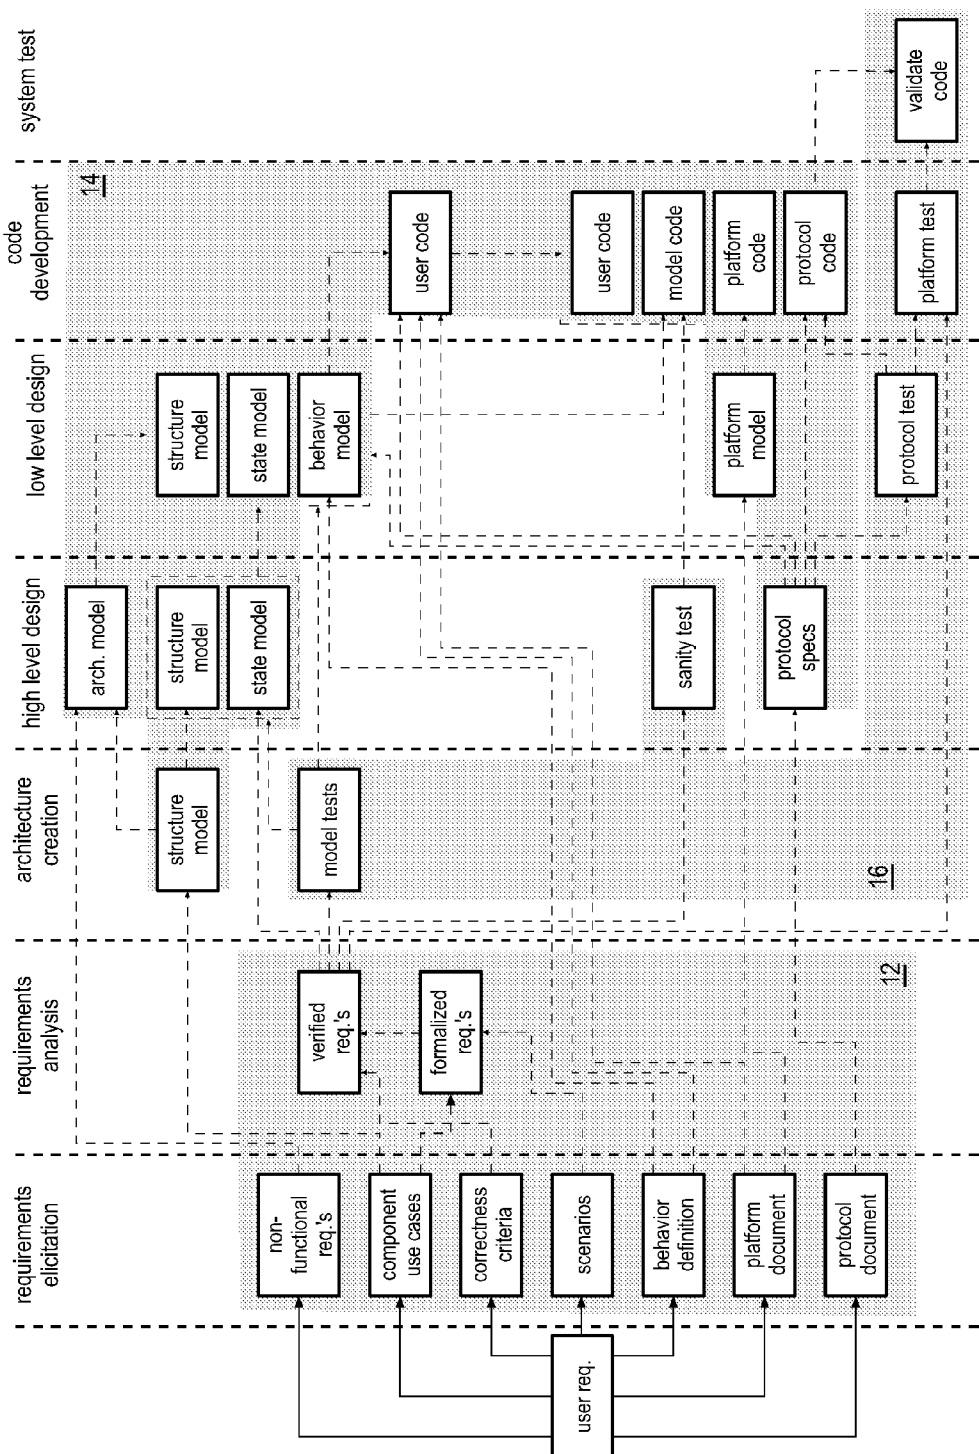 requirements
elicitation
requirements
analysis
architecture
creation
high level design
low level design
code
development
system test
user req.
non-
functional
req.'s
component
use cases
correctness
criteria
scenarios
behavior
definition
platform
document
protocol
document
verified
req.'s
formalized
req.'s
12
structure
model
model tests
16
arch. model
structure
model
state model
sanity test
protocol
specs
structure
model
state model
behavior
model
platform
model
protocol test
14
user code
user code
model code
platform
code
protocol
code
platform test
validate
code